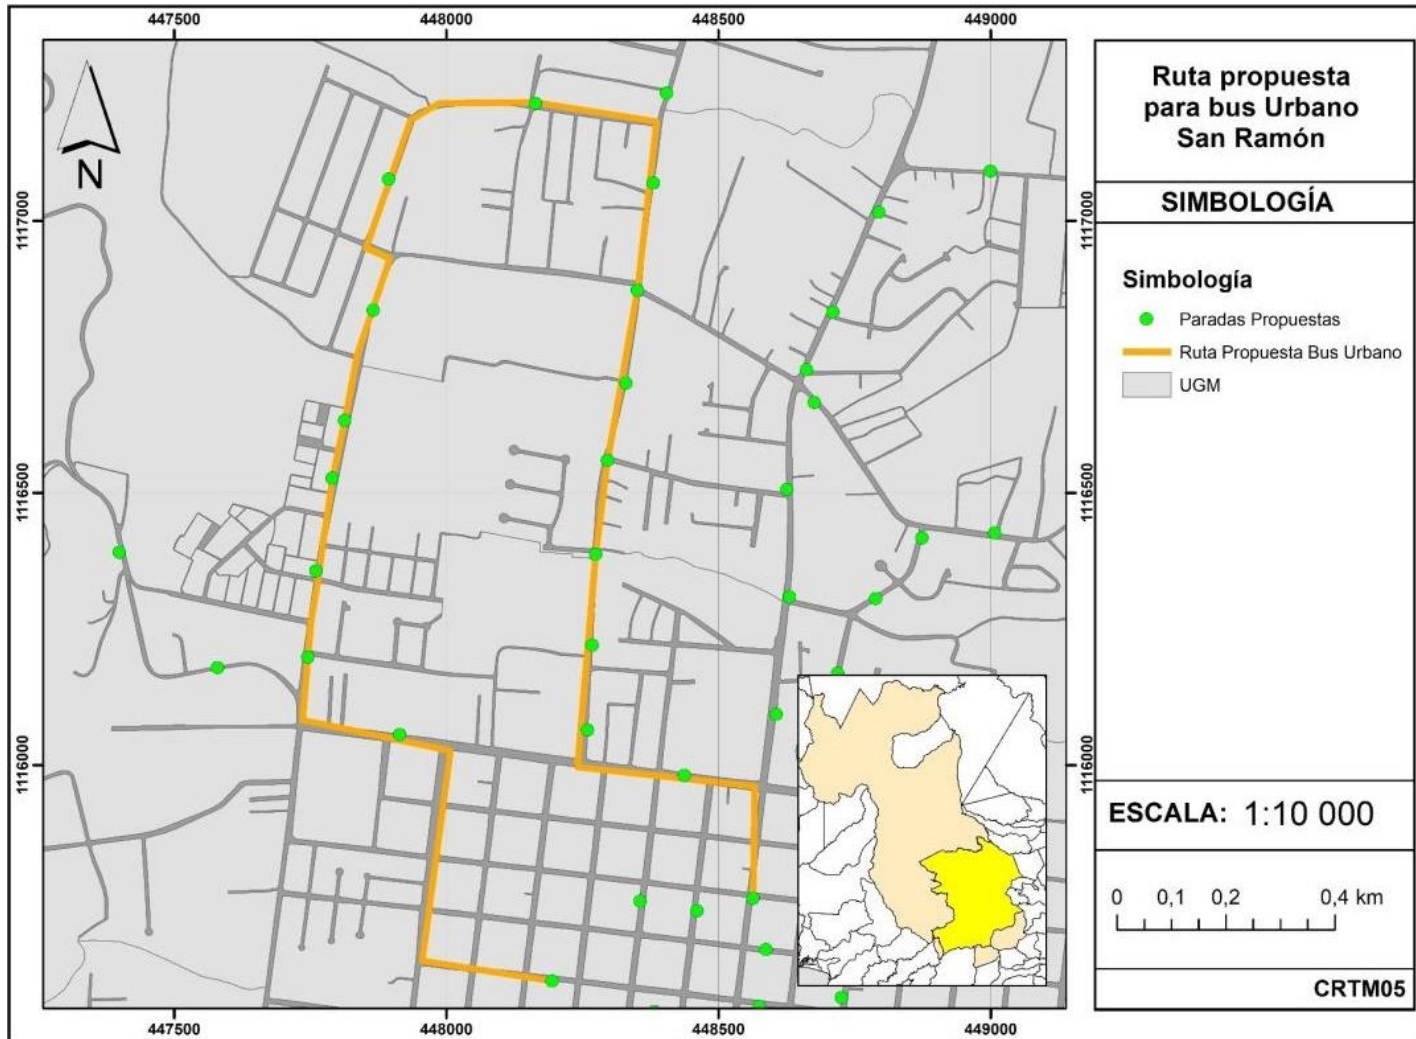 447500 448000 448500 449000
1117000 1117000
1116500 1116500
1116000 1116000
447500 448000 448500 449000
N
Ruta propuesta
para bus Urbano
San Ramón
SIMBOLOGÍA
Simbología
Paradas Propuestas
Ruta Propuesta Bus Urbano
UGM
ESCALA: 1:10 000
0 0,1 0,2 0,4 km
CRTM05